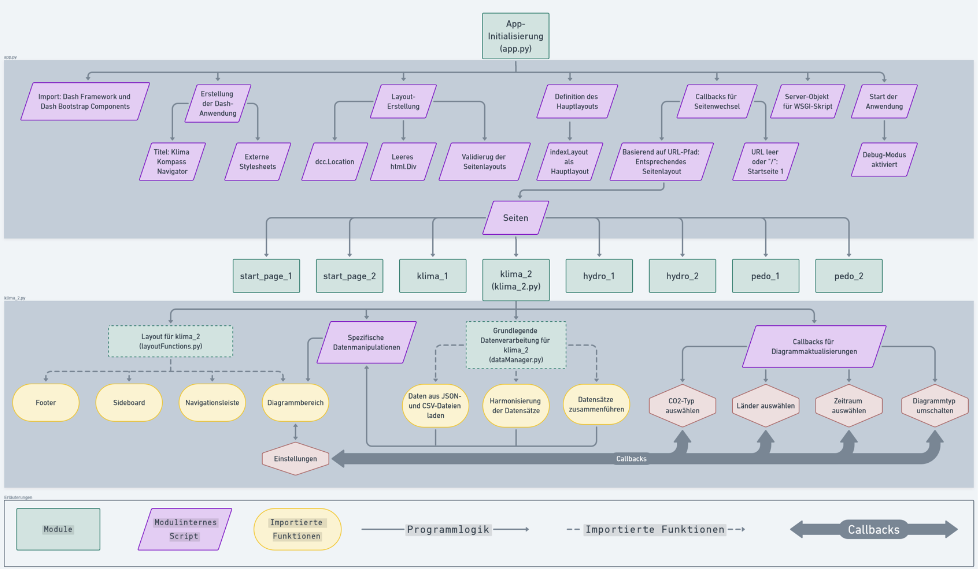 App-
Initialisierung
(app.py)
app.py
Import: Dash Framework und
Dash Bootstrap Components
Erstellung
der Dash-
Anwendung
Layout-
Erstellung
Definition des
Hauptlayouts
Callbacks für
Seitenwechsel
Server-Objekt
für WSGI-Skript
Start der
Anwendung
Titel: Klima
Kompass
Navigator
Externe
Stylesheets
dcc.Location
Leeres
html.Div
Validierug der
Seitenlayouts
indexLayout
als
Hauptlayout
Basierend auf URL-Pfad:
Entsprechendes
Seitenlayout
URL leer
oder "/":
Startseite 1
Debug-Modus
aktiviert
Seiten
start_page_1
start_page_2
klima_1
klima_2
(klima_2.py)
hydro_1
hydro_2
pedo_1
pedo_2
klima_2.py
Layout für klima_2
(layoutFunctions.py)
Spezifische
Datenmanipulationen
Grundlegende
Datenverarbeitung für
klima_2
(dataManager.py)
Callbacks für
Diagrammaktualisierungen
Footer
Sideboard
Navigationsleiste
Diagrammbereich
Daten aus JSON-
und CSV-Dateien
laden
Harmonisierung
der Datensätze
Datensätze
zusammenführen
CO2-Typ
auswählen
Länder auswählen
Zeitraum
auswählen
Diagrammtyp
umschalten
Einstellungen
Callbacks
Erläuterungen
Module
Modulinternes
Script
Importierte
Funktionen
Programmlogik
Importierte Funktionen
Callbacks